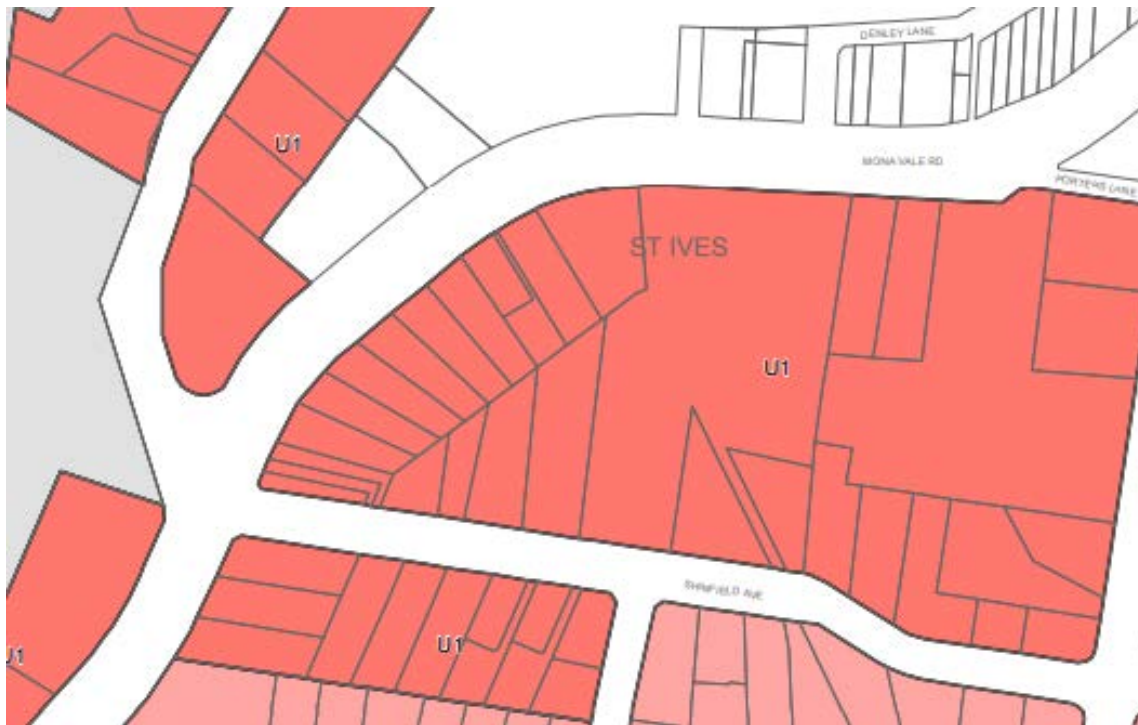 DENLEY LANE
U1
MONA VALE RD
PORTERS LANE
ST IVES
U1
SHINFIELD AVE
U1
U1